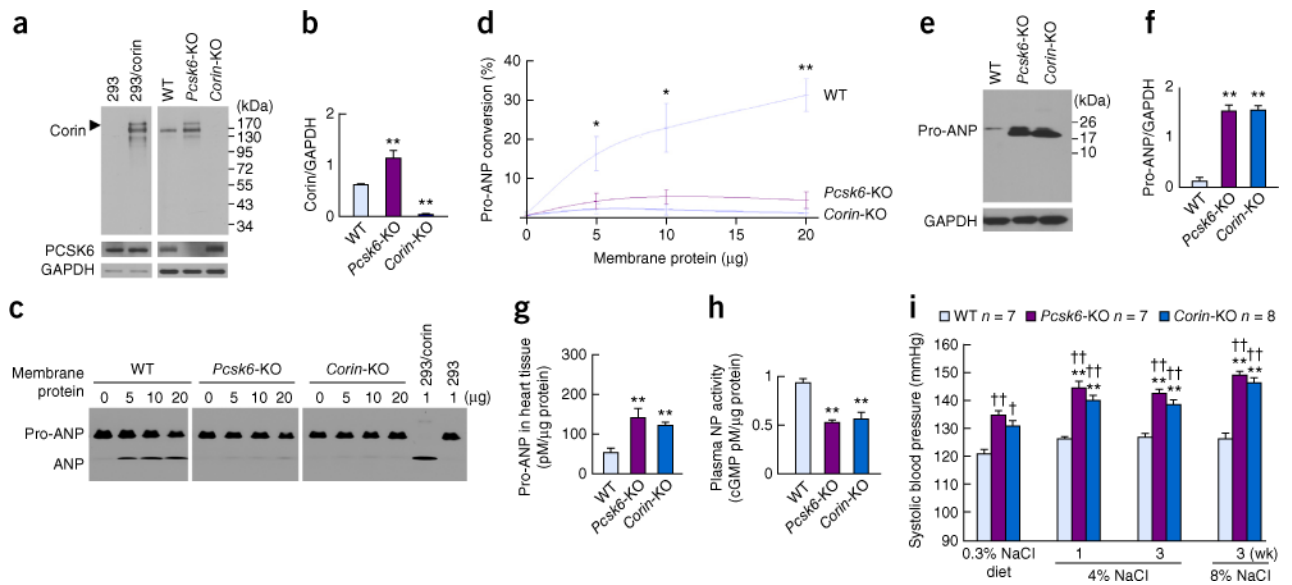 a
293
293/corin
WT
Pcsk6-KO
Corin-KO
(kDa)
Corin
170
130
95
72
55
43
34
PCSK6
GAPDH
b
Corin/GAPDH
2
1
0
**
**
WT
Pcsk6-KO
Corin-KO
c
Membrane protein
WT
Pcsk6-KO
Corin-KO
293/corin
293
0 5 10 20 0 5 10 20 0 5 10 20 1 1 (μg)
Pro-ANP
ANP
d
Pro-ANP conversion (%)
40
30
20
10
0 5 10 15 20
Membrane protein (μg)
*
*
**
WT
Pcsk6-KO
Corin-KO
e
WT
Pcsk6-KO
Corin-KO
(kDa)
Pro-ANP
26
17
10
GAPDH
f
Pro-ANP/GAPDH
2
1
0
** **
WT
Pcsk6-KO
Corin-KO
g
Pro-ANP in heart tissue
(pM/μg protein)
300
200
100
0
** **
WT
Pcsk6-KO
Corin-KO
h
Plasma NP activity
(cGMP pM/μg protein)
1
0.5
0
** **
WT
Pcsk6-KO
Corin-KO
i
WT n = 7 Pcsk6-KO n = 7 Corin-KO n = 8
Systolic blood pressure (mmHg)
160
150
140
130
120
110
100
90
†† †
††
** ††
**
††
** ††
**
††
** ††
**
0.3% NaCl
diet
1 3 3 (wk)
4% NaCl 8% NaCl